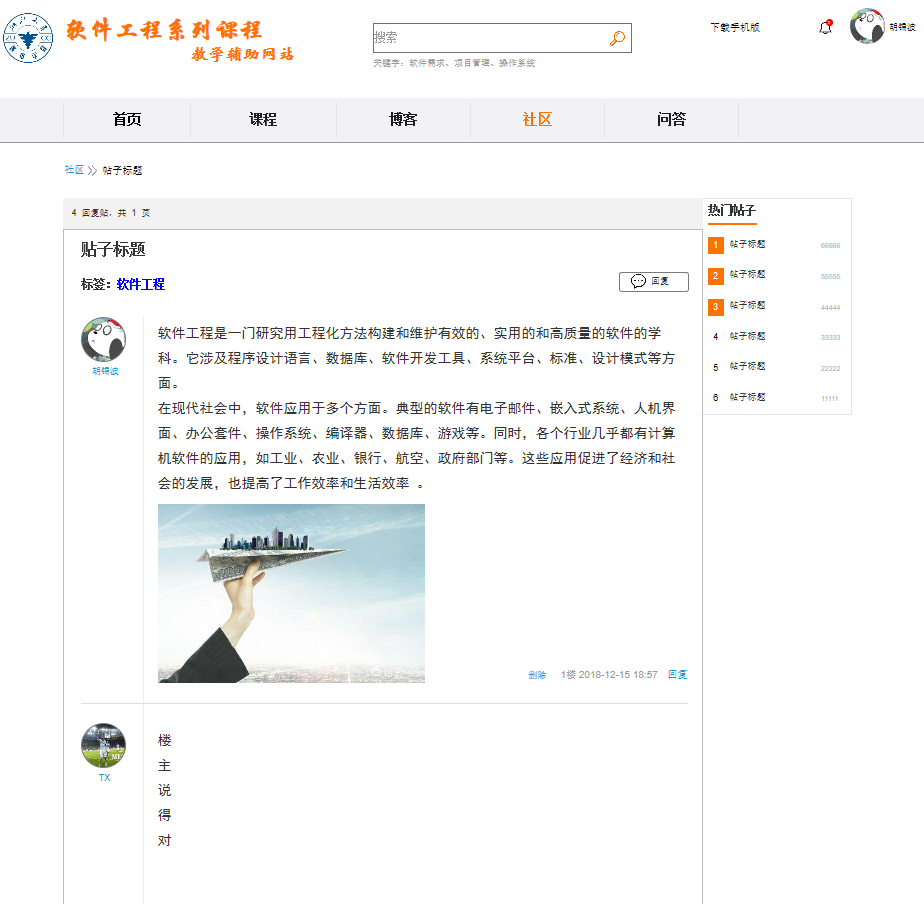 软件工程系列课程
教学辅助网站
搜索
关键字：软件需求、项目管理、操作系统
下载手机版
胡锦波
首页
课程
博客
社区
问答
社区 帖子标题
4 回复贴，共 1 页
贴子标题
标签：软件工程
回复
胡锦波
软件工程是一门研究用工程化方法构建和维护有效的、实用的和高质量的软件的学
科。它涉及程序设计语言、数据库、软件开发工具、系统平台、标准、设计模式等方
面。
在现代社会中，软件应用于多个方面。典型的软件有电子邮件、嵌入式系统、人机界
面、办公套件、操作系统、编译器、数据库、游戏等。同时，各个行业几乎都有计算
机软件的应用，如工业、农业、银行、航空、政府部门等。这些应用促进了经济和社
会的发展，也提高了工作效率和生活效率 。
删除 1楼 2018-12-15 18:57 回复
TX
楼
主
说
得
对
热门帖子
1 帖子标题 66666
2 帖子标题 55555
3 帖子标题 44444
4 帖子标题 33333
5 帖子标题 22222
6 帖子标题 11111